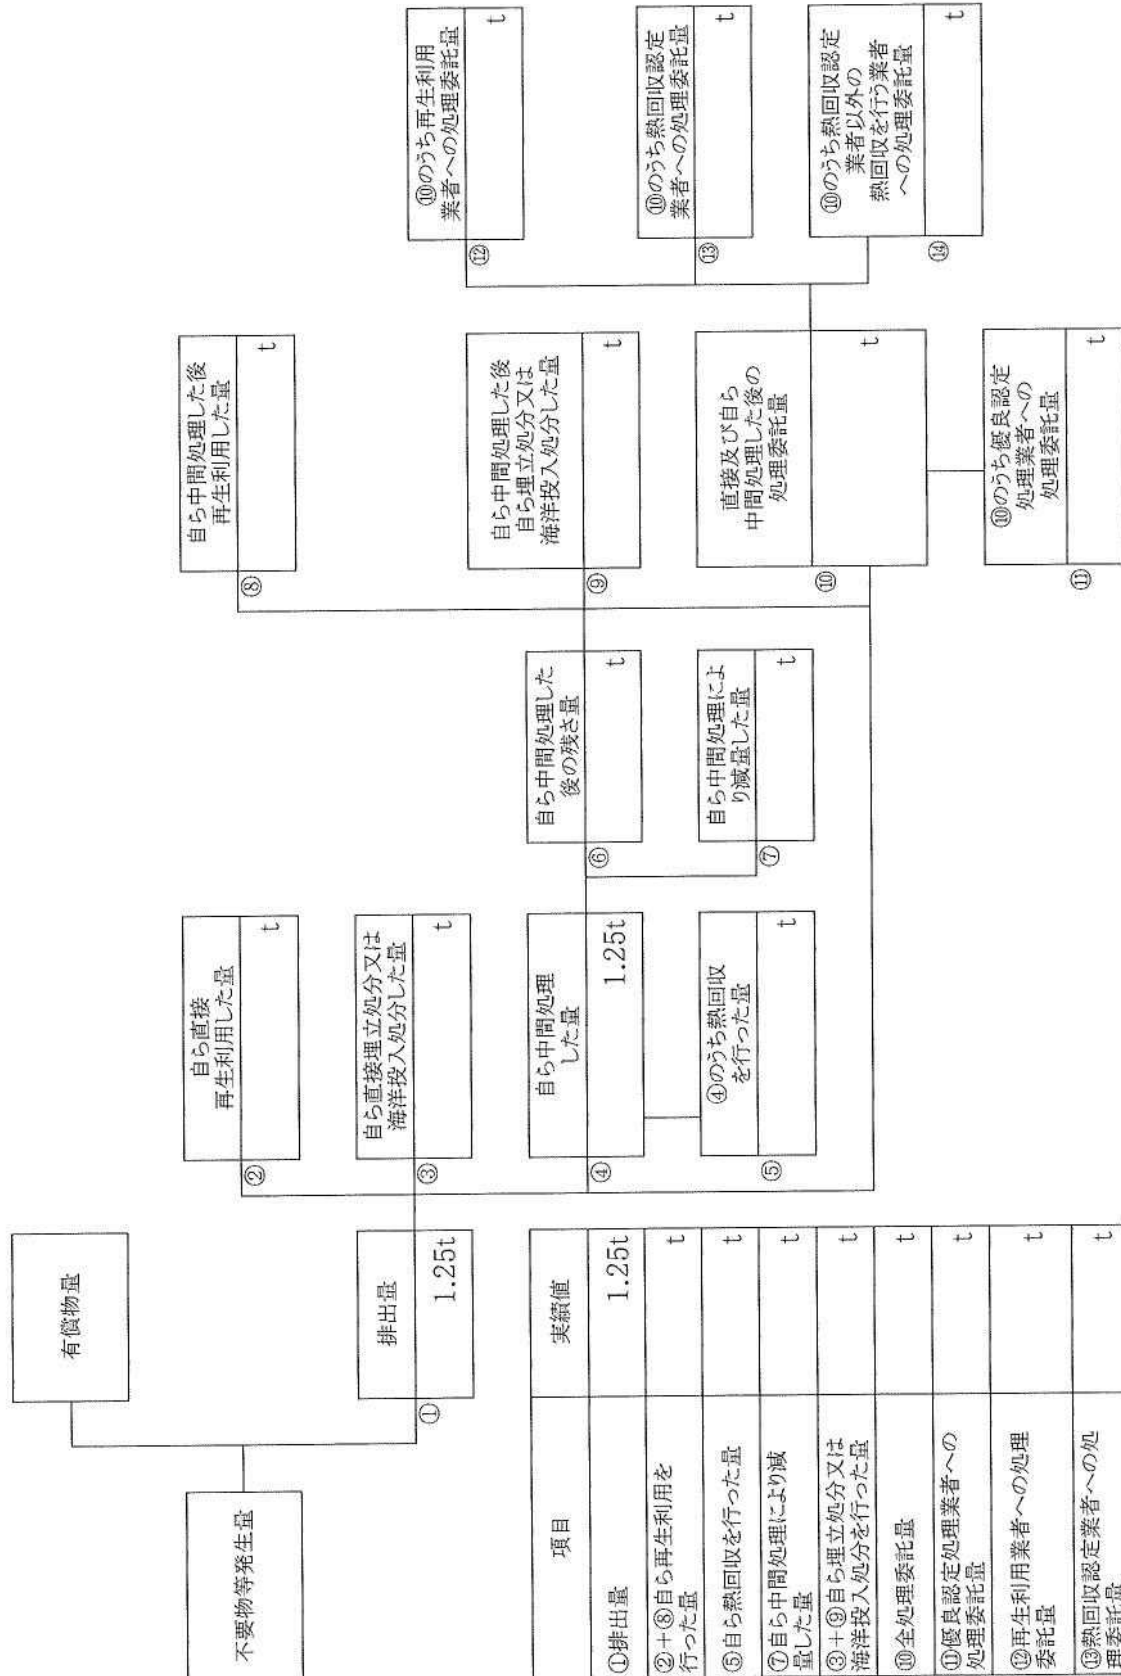 不要物等発生量
有償物量
排出量
①
1.25t
自ら直接
再生利用した量
②
t
自ら直接埋立処分又は
海洋投入処分した量
③
t
自ら中間処理
した量
④
1.25t
④のうち熱回収
を行った量
⑤
t
自ら中間処理した
後の残さ量
⑥
t
自ら中間処理によ
り減量した量
⑦
t
自ら中間処理した後
再生利用した量
⑧
t
自ら中間処理した後
自ら埋立処分又は
海洋投入処分した量
⑨
t
直接及び自ら
中間処理した後の
処理委託量
⑩
t
⑩のうち優良認定
処理業者への
処理委託量
⑪
t
⑩のうち再生利用
業者への処理委託量
⑫
t
⑩のうち熱回収認定
業者への処理委託量
⑬
t
⑩のうち熱回収認定
業者以外の
熱回収を行う業者
への処理委託量
⑭
t
項目 実績値
①排出量 1.25t
②+⑧自ら再生利用を
行った量 t
⑤自ら熱回収を行った量 t
⑦自ら中間処理により減
量した量 t
③+⑨自ら埋立処分又は
海洋投入処分を行った量 t
⑩全処理委託量 t
⑪優良認定処理業者への
処理委託量 t
⑫再生利用業者への処理
委託量 t
⑬熱回収認定業者への処
理委託量 t